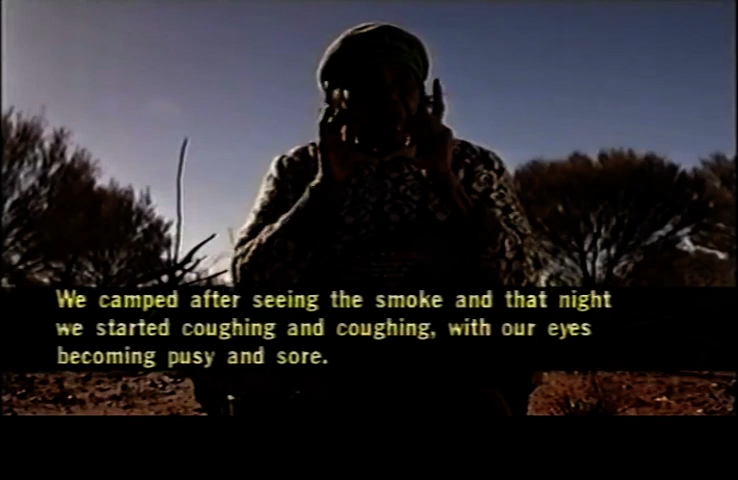 We camped after seeing the smoke and that night
we started coughing and coughing, with our eyes
becoming pusy and sore.